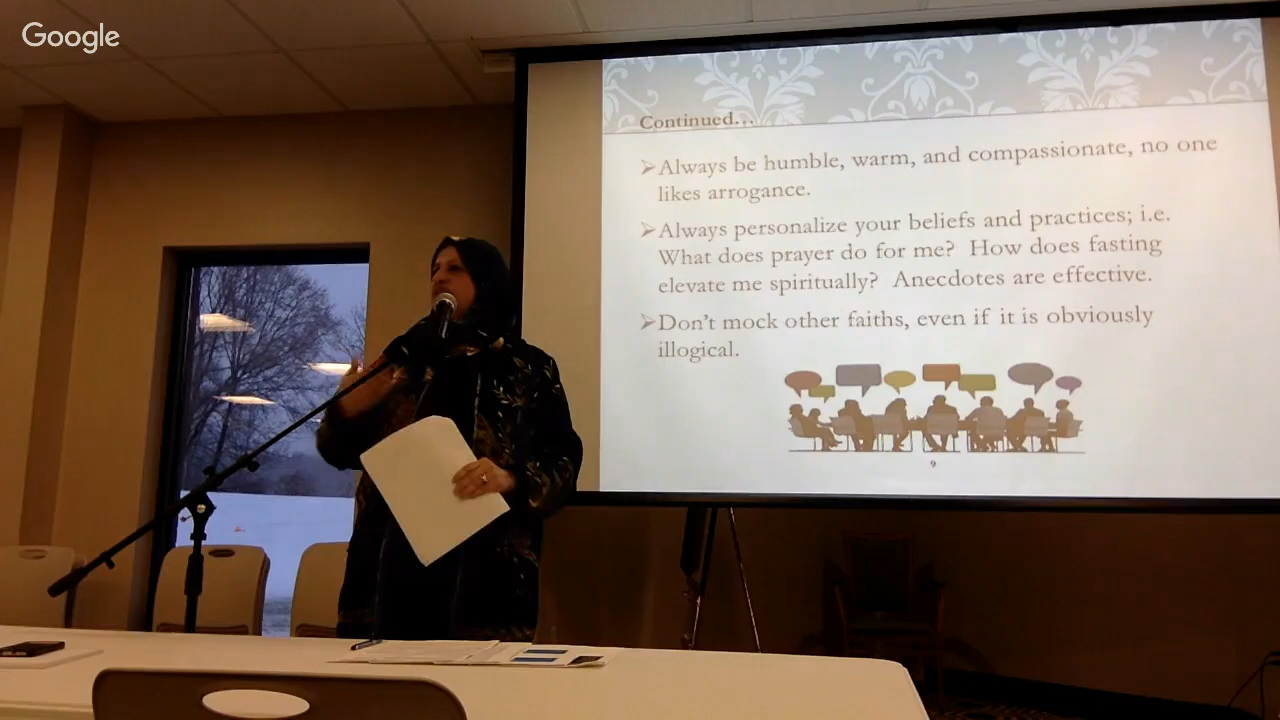 Google
Continued…
➢Always be humble, warm, and compassionate, no one
likes arrogance.
➢Always personalize your beliefs and practices; i.e.
What does prayer do for me?  How does fasting
elevate me spiritually?  Anecdotes are effective.
➢Don't mock other faiths, even if it is obviously
illogical.
9